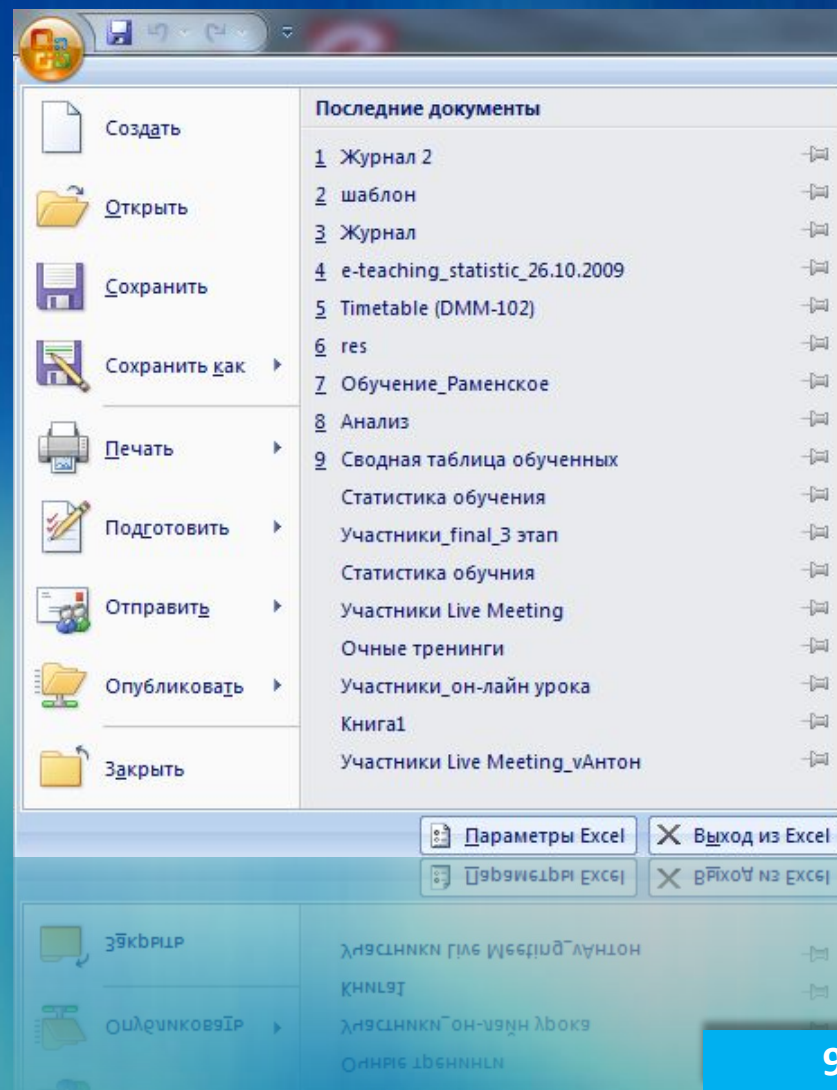 Создать
Открыть
Сохранить
Сохранить как
Печать
Подготовить
Отправить
Опубликовать
Закрыть
Последние документы
1 Журнал 2
2 шаблон
3 Журнал
4 e-teaching_statistic_26.10.2009
5 Timetable (DMM-102)
6 res
7 Обучение_Раменское
8 Анализ
9 Сводная таблица обученных
Статистика обучения
Участники_final_3 этап
Статистика обучния
Участники Live Meeting
Очные тренинги
Участники_он-лайн урока
Книга1
Участники Live Meeting_vАнтон
Параметры Excel
Выход из Excel
9